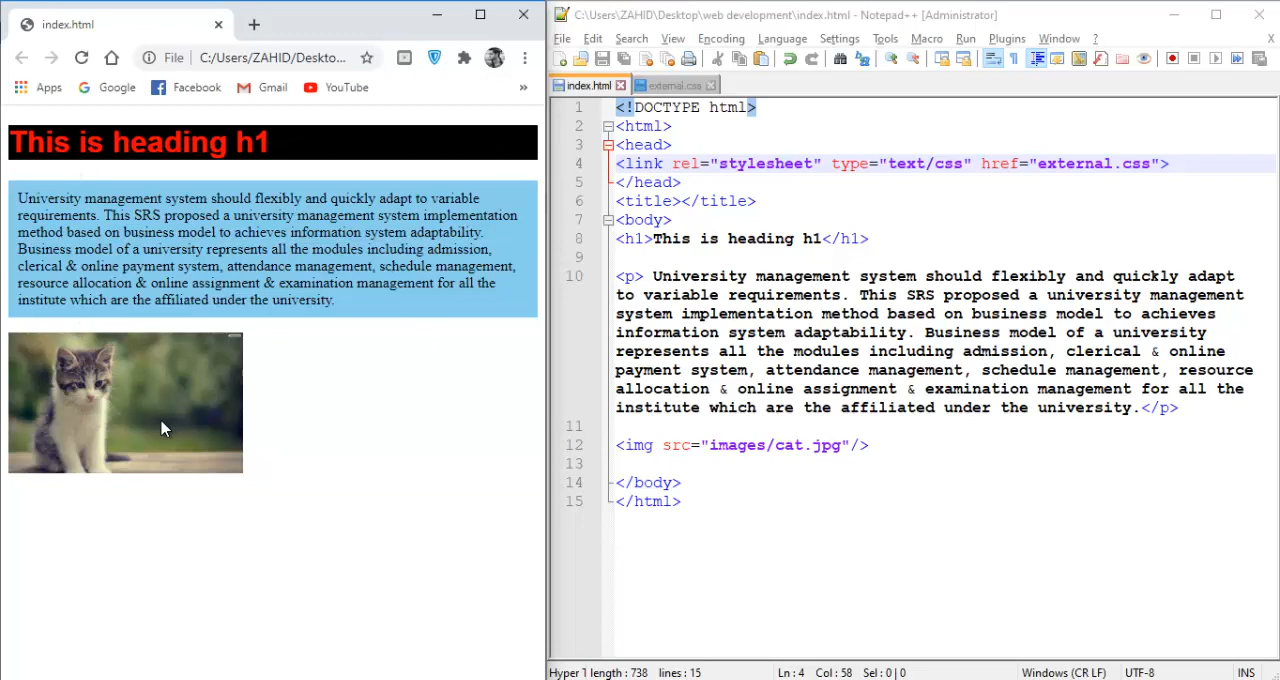 index.html
File C:/Users/ZAHID/Deskto...
Apps Google Facebook Gmail YouTube »
This is heading h1
University management system should flexibly and quickly adapt to variable
requirements. This SRS proposed a university management system implementation
method based on business model to achieves information system adaptability.
Business model of a university represents all the modules including admission,
clerical & online payment system, attendance management, schedule management,
resource allocation & online assignment & examination management for all the
institute which are the affiliated under the university.
C:\Users\ZAHID\Desktop\web development\index.html - Notepad++ [Administrator]
File Edit Search View Encoding Language Settings Tools Macro Run Plugins Window ? X
index.html external.css
1 <!DOCTYPE html>
2 <html>
3 <head>
4 <link rel="stylesheet" type="text/css" href="external.css">
5 </head>
6 <title></title>
7 <body>
8 <h1>This is heading h1</h1>
9
10 <p> University management system should flexibly and quickly adapt
to variable requirements. This SRS proposed a university management
system implementation method based on business model to achieves
information system adaptability. Business model of a university
represents all the modules including admission, clerical & online
payment system, attendance management, schedule management, resource
allocation & online assignment & examination management for all the
institute which are the affiliated under the university.</p>
11
12 <img src="images/cat.jpg"/>
13
14 </body>
15 </html>
Hyper 1 length : 738 lines : 15 Ln : 4 Col : 58 Sel : 0 | 0 Windows (CR LF) UTF-8 INS